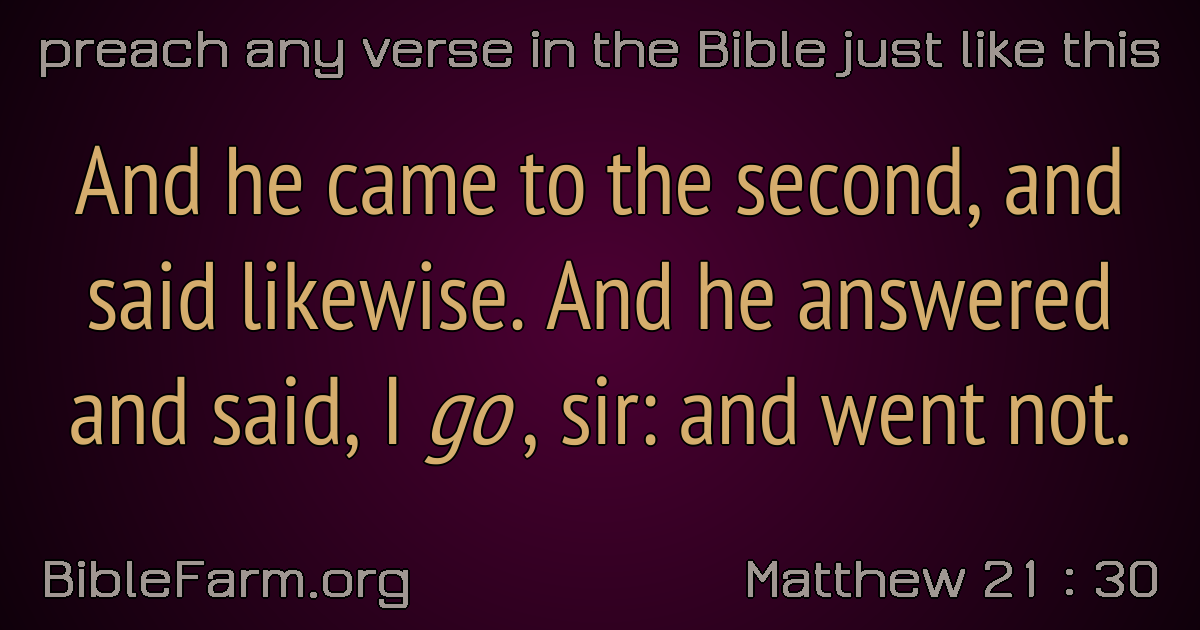 preach any verse in the Bible just like this
And he came to the second, and
said likewise. And he answered
and said, I go, sir: and went not.
BibleFarm.org
Matthew 21 : 30